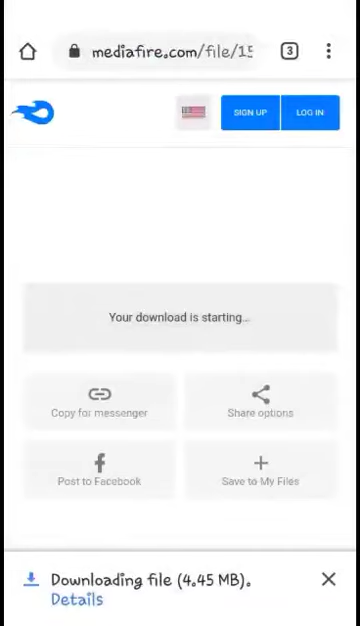 mediafire.com/file/15
3
SIGN UP
LOG IN
Your download is starting...
Copy for messenger
Share options
Post to Facebook
Save to My Files
Downloading file (4.45 MB).
Details